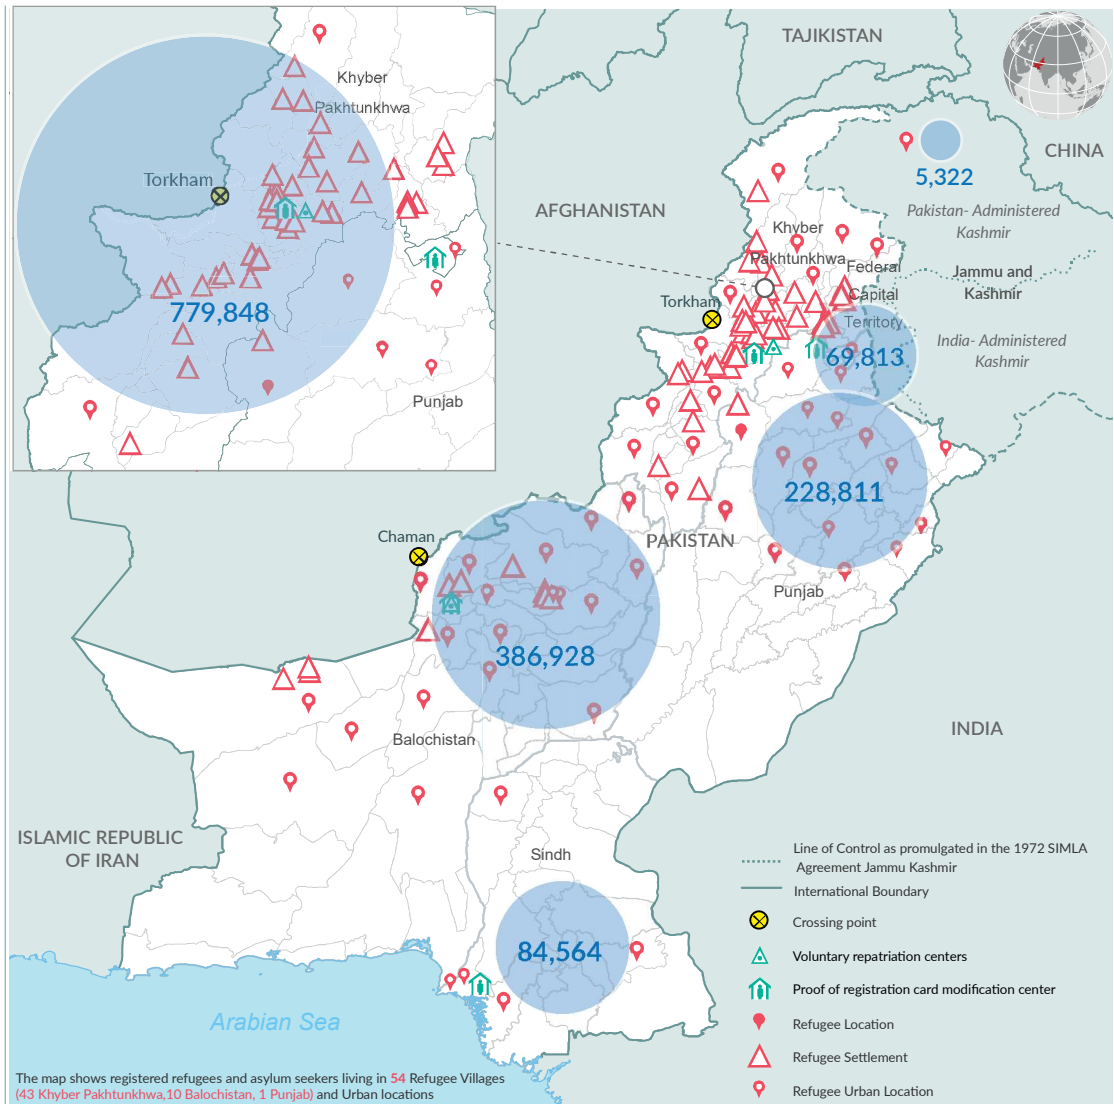 TAJIKISTAN
Khyber
Pakhtunkhwa
CHINA
5,322
Torkham
AFGHANISTAN
Pakistan- Administered
Kashmir
Khyber
Pakhtunkhwa
Federal
Jammu and
Kashmir
Capital
Torkham
779,848
Territory
India- Administered
Kashmir
69,813
Punjab
228,811
Chaman
PAKISTAN
Punjab
386,928
INDIA
Balochistan
ISLAMIC REPUBLIC
OF IRAN
Sindh
Line of Control as promulgated in the 1972 SIMLA
Agreement Jammu Kashmir
International Boundary
Crossing point
84,564
Voluntary repatriation centers
Proof of registration card modification center
Arabian Sea
Refugee Location
Refugee Settlement
The map shows registered refugees and asylum seekers living in 54 Refugee Villages
(43 Khyber Pakhtunkhwa,10 Balochistan, 1 Punjab) and Urban locations
Refugee Urban Location